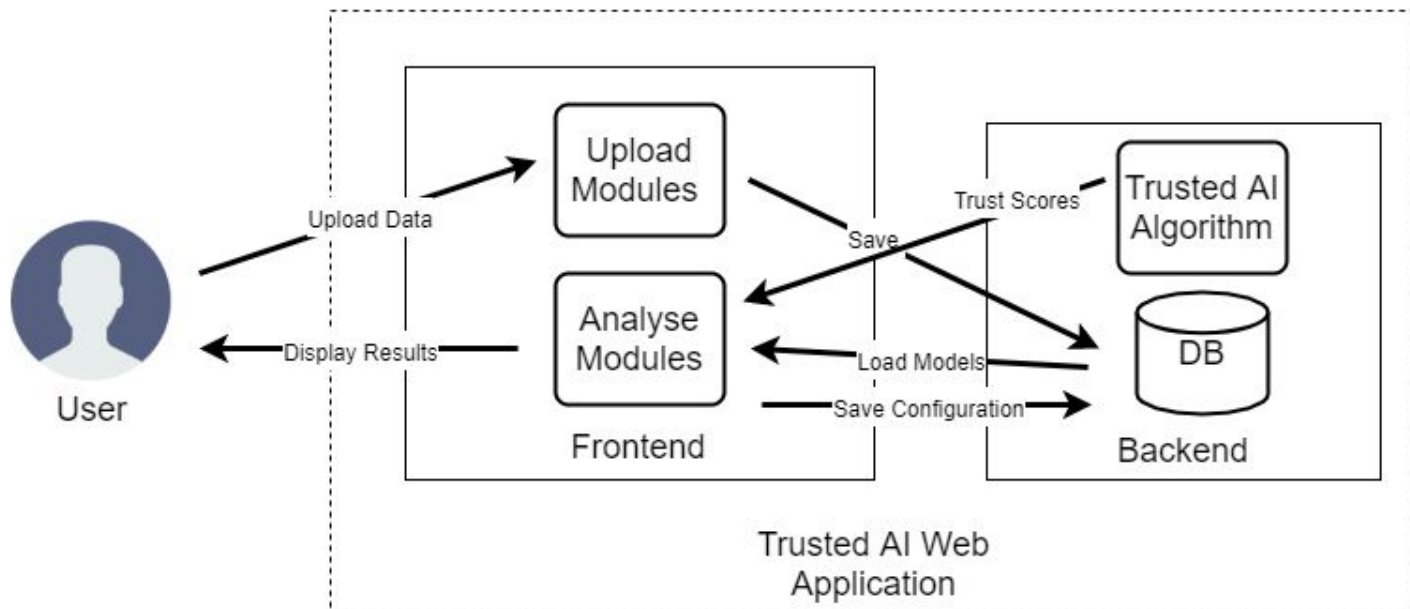 Upload
Modules
Trusted AI
Algorithm
Trust Scores
Upload Data
Save
Analyse
Modules
DB
Display Results
Load Models
User
Save Configuration
Frontend
Backend
Trusted AI Web
Application